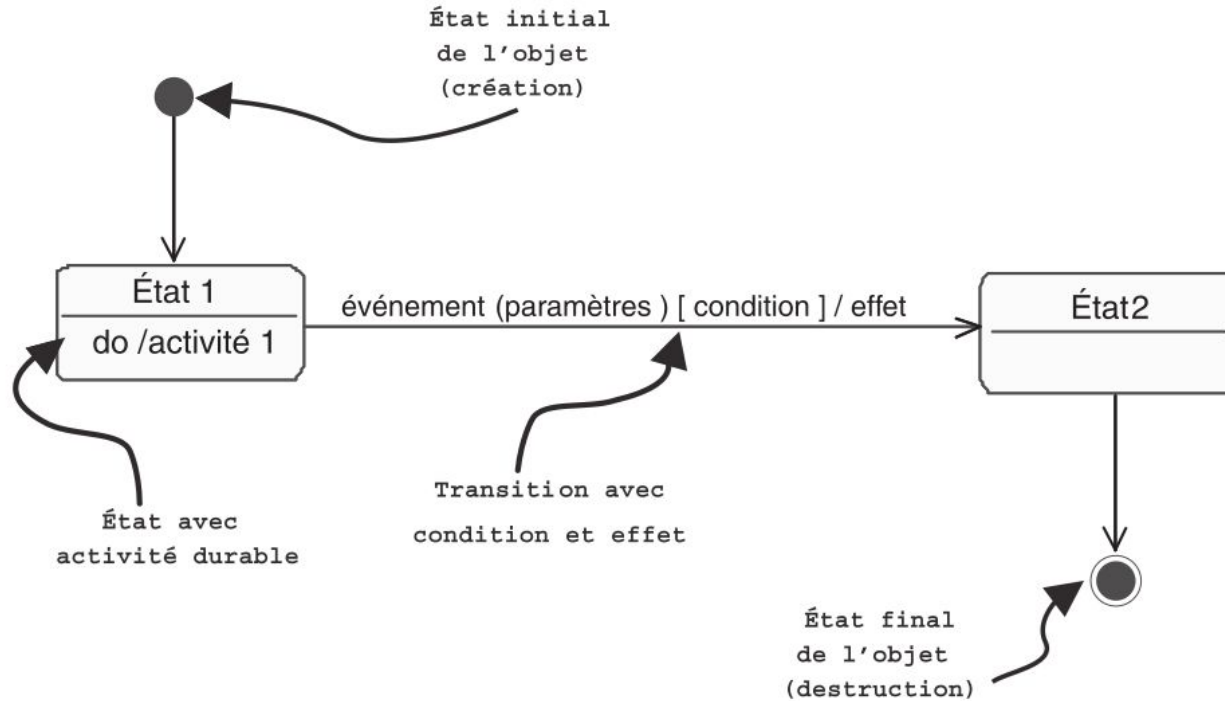 État initial
de l'objet
(création)
État 1
do /activité 1
événement (paramètres ) [ condition ] / effet
État2
Transition avec
condition et effet
État avec
activité durable
État final
de l'objet
(destruction)